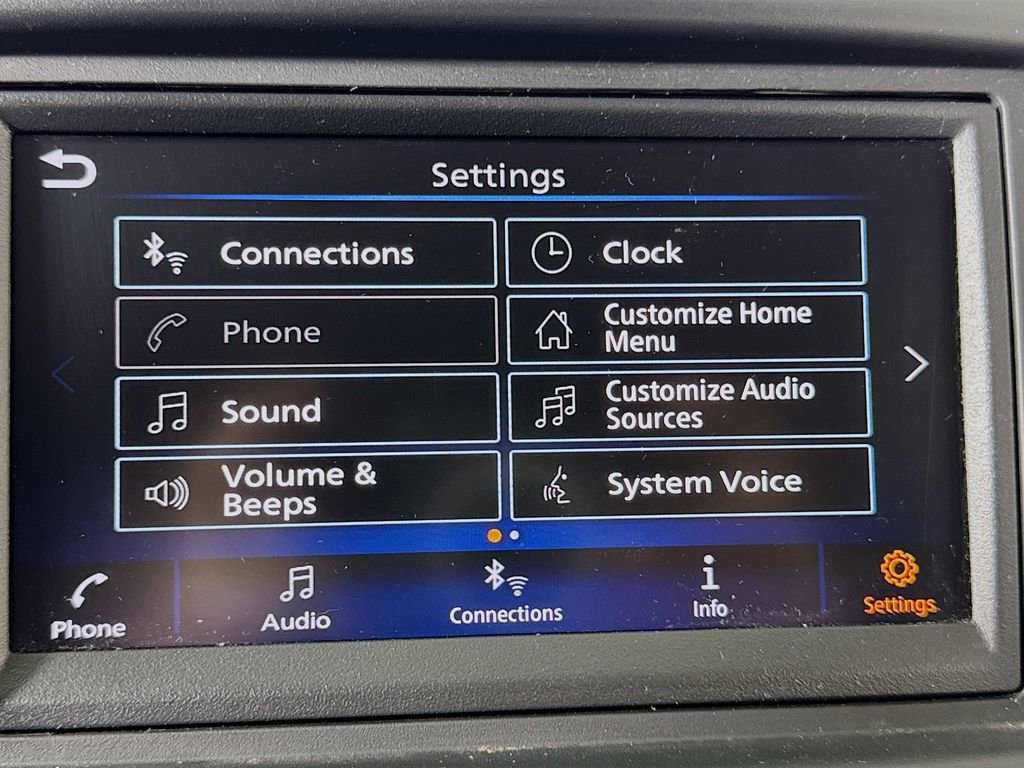 Settings
Connections
Clock
Phone
Customize Home
Menu
Sound
Customize Audio
Sources
Volume &
Beeps
System Voice
Phone
Audio
Connections
Info
Settings